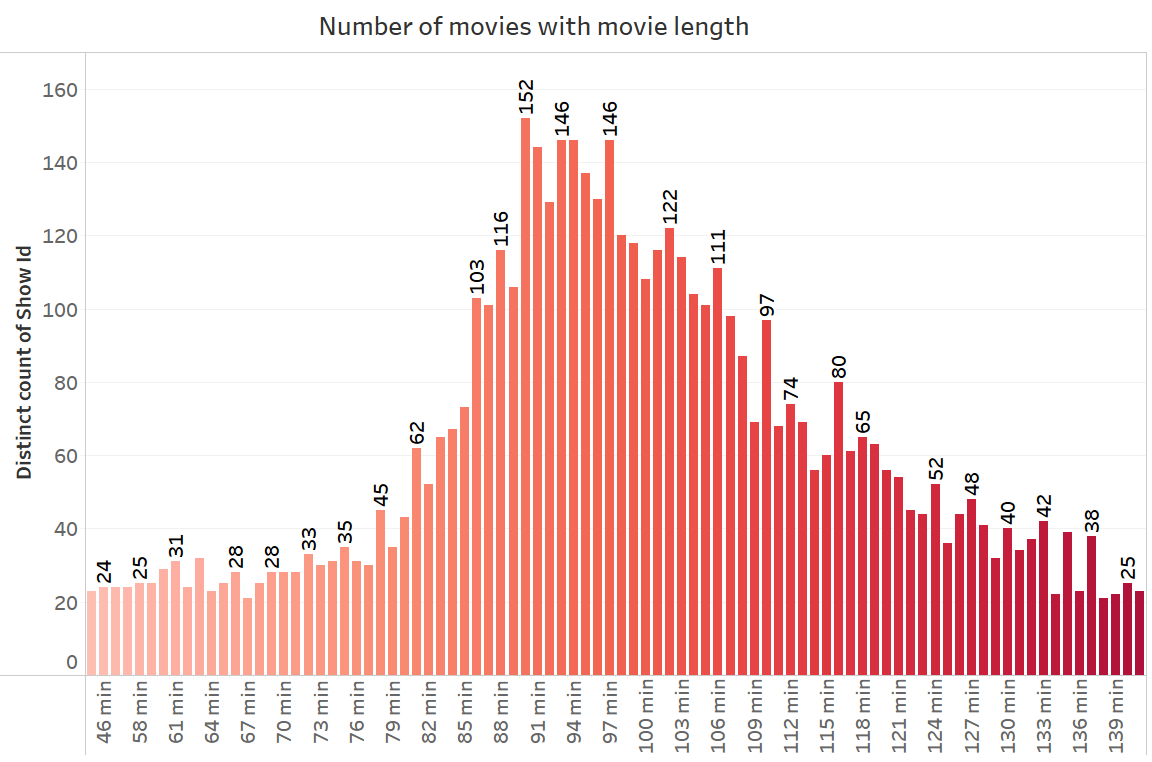 Number of movies with movie length
Distinct count of Show Id
160
140
120
100
80
60
40
20
0
24
25
31
28
28
33
35
45
62
103
116
152
146
146
122
111
97
74
80
65
52
48
40
42
38
25
46 min
58 min
61 min
64 min
67 min
70 min
73 min
76 min
79 min
82 min
85 min
88 min
91 min
94 min
97 min
100 min
103 min
106 min
109 min
112 min
115 min
118 min
121 min
124 min
127 min
130 min
133 min
136 min
139 min